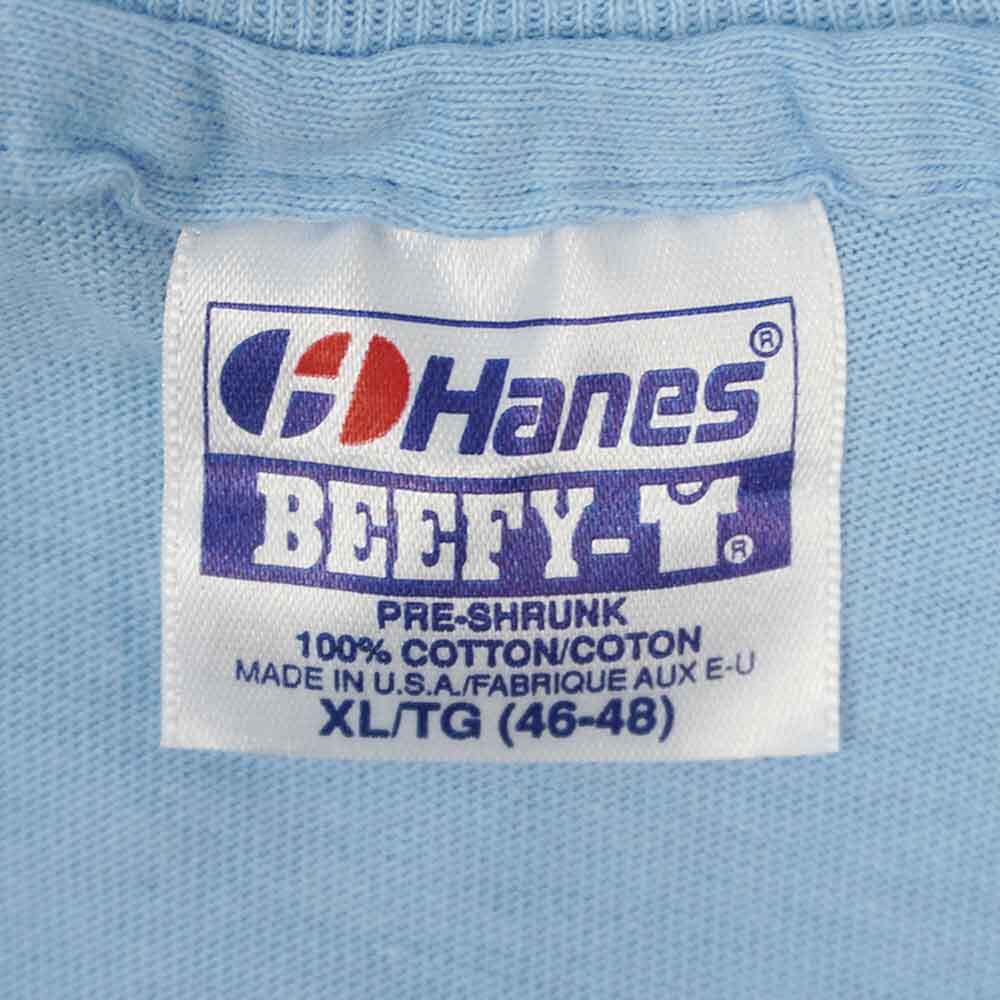 Hanes®
BEEFY-T®
PRE-SHRUNK
100% COTTON/COTON
MADE IN U.S.A./FABRIQUE AUX E-U
XL/TG (46-48)